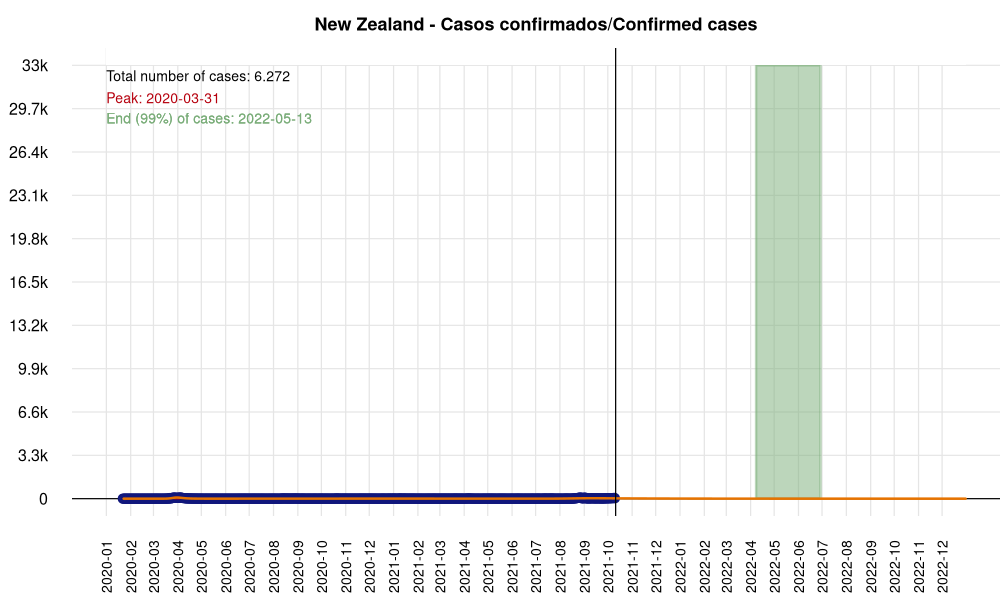 New Zealand - Casos confirmados/Confirmed cases
Total number of cases: 6.272
Peak: 2020-03-31
End (99%) of cases: 2022-05-13
33k
29.7k
26.4k
23.1k
19.8k
16.5k
13.2k
9.9k
6.6k
3.3k
0
2020-01
2020-02
2020-03
2020-04
2020-05
2020-06
2020-07
2020-08
2020-09
2020-10
2020-11
2020-12
2021-01
2021-02
2021-03
2021-04
2021-05
2021-06
2021-07
2021-08
2021-09
2021-10
2021-11
2021-12
2022-01
2022-02
2022-03
2022-04
2022-05
2022-06
2022-07
2022-08
2022-09
2022-10
2022-11
2022-12